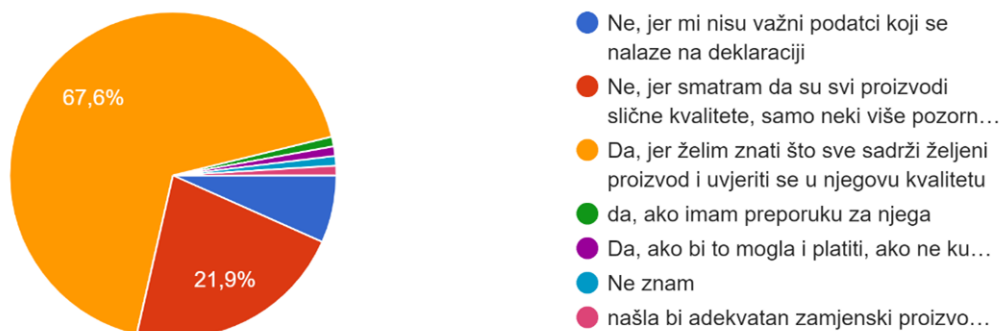 67,6%
21,9%
Ne, jer mi nisu važni podatci koji se
nalaze na deklaraciji
Ne, jer smatram da su svi proizvodi
slične kvalitete, samo neki više pozorn…
Da, jer želim znati što sve sadrži željeni
proizvod i uvjeriti se u njegovu kvalitetu
da, ako imam preporuku za njega
Da, ako bi to mogla i platiti, ako ne ku…
Ne znam
našla bi adekvatan zamjenski proizvo…